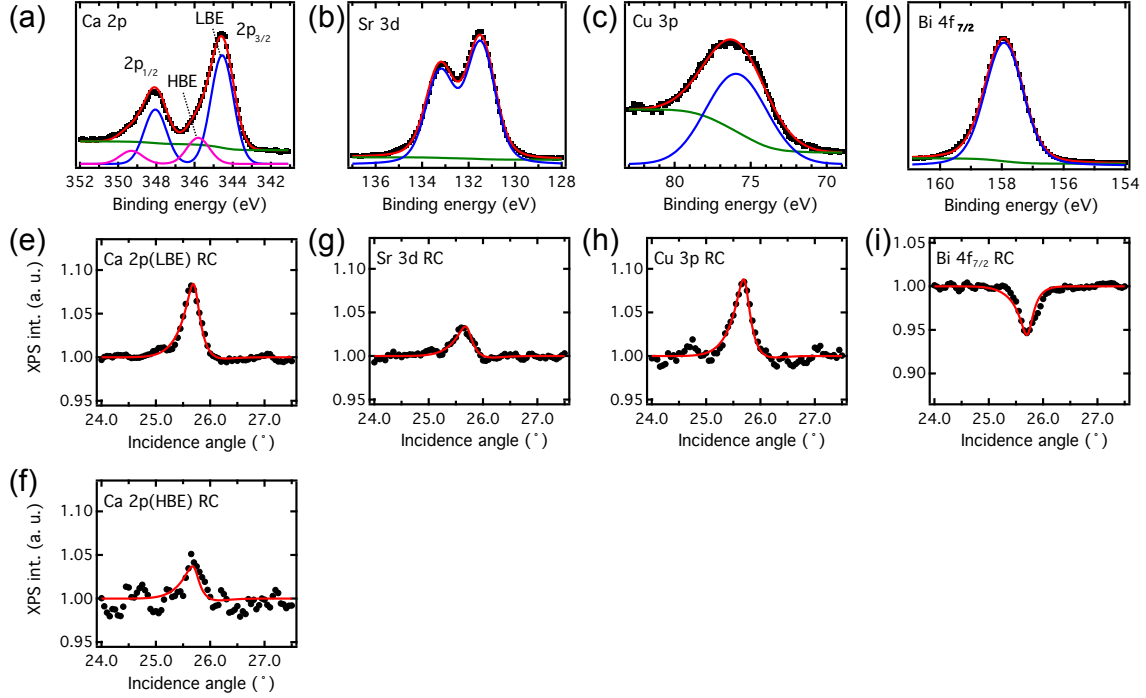 (a)
Ca 2p
LBE
2p3/2
2p1/2
HBE
352 350 348 346 344 342
Binding energy (eV)
(b)
Sr 3d
136 134 132 130 128
Binding energy (eV)
(c)
Cu 3p
80 75 70
Binding energy (eV)
(d)
Bi 4f7/2
160 158 156 154
Binding energy (eV)
(e)
Ca 2p(LBE) RC
XPS int. (a. u.)
1.10
1.05
1.00
0.95
24.0 25.0 26.0 27.0
Incidence angle (°)
(g)
Sr 3d RC
1.10
1.05
1.00
0.95
24.0 25.0 26.0 27.0
Incidence angle (°)
(h)
Cu 3p RC
1.10
1.05
1.00
0.95
24.0 25.0 26.0 27.0
Incidence angle (°)
(i)
Bi 4f7/2 RC
1.05
1.00
0.95
0.90
24.0 25.0 26.0 27.0
Incidence angle (°)
(f)
Ca 2p(HBE) RC
XPS int. (a. u.)
1.10
1.05
1.00
0.95
24.0 25.0 26.0 27.0
Incidence angle (°)